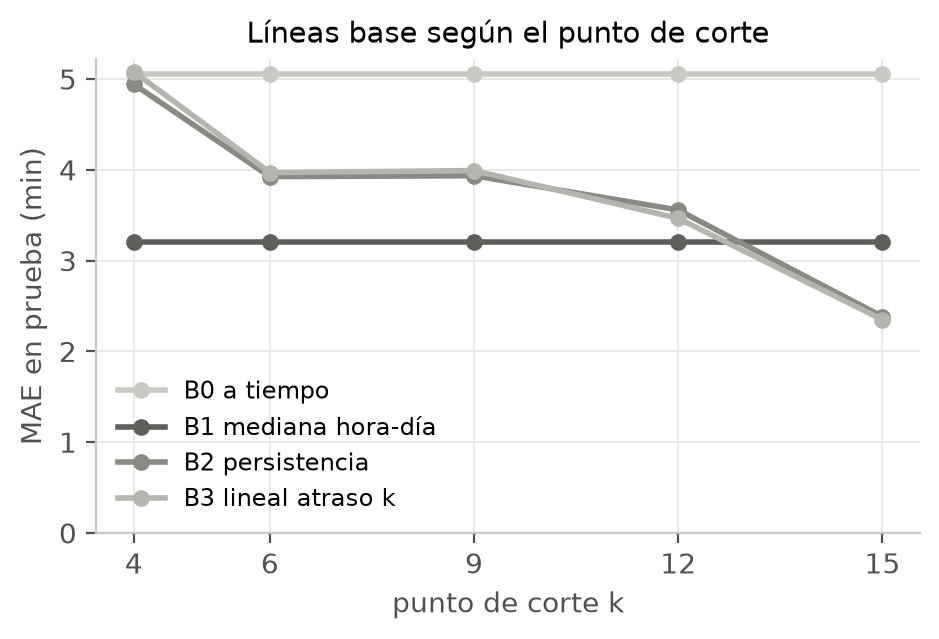 Líneas base según el punto de corte
MAE en prueba (min)
5
4
3
2
1
0
B0 a tiempo
B1 mediana hora-día
B2 persistencia
B3 lineal atraso k
4 6 9 12 15
punto de corte k